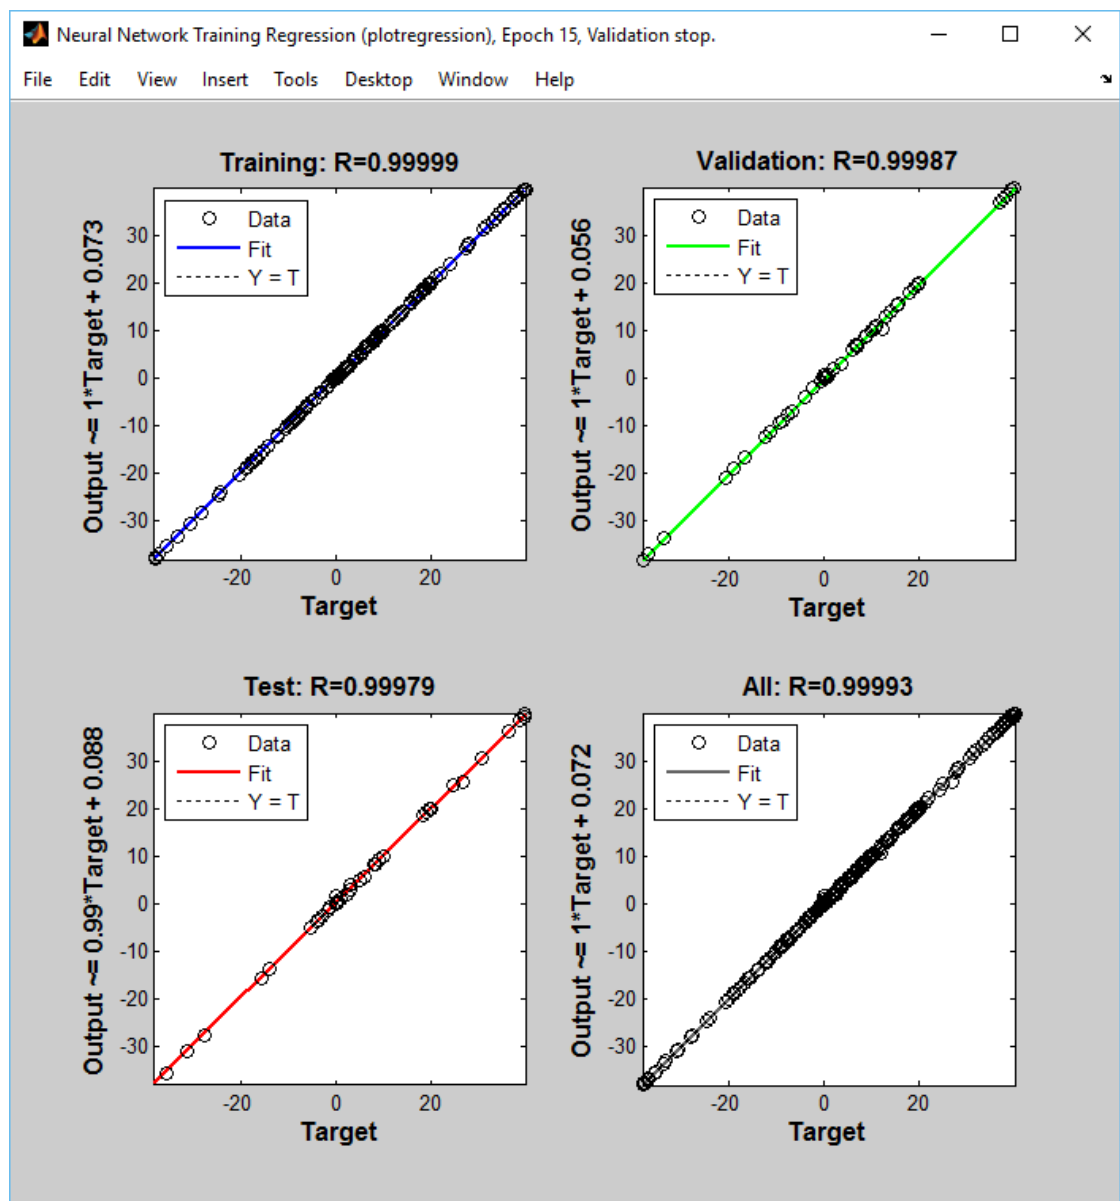 Neural Network Training Regression (plotregression), Epoch 15, Validation stop.
File Edit View Insert Tools Desktop Window Help
Training: R=0.99999
Output ~= 1*Target + 0.073
Data
Fit
Y = T
30
20
10
0
-10
-20
-30
-20 0 20
Target
Validation: R=0.99987
Output ~= 1*Target + 0.056
Data
Fit
Y = T
30
20
10
0
-10
-20
-30
-20 0 20
Target
Test: R=0.99979
Output ~= 0.99*Target + 0.088
Data
Fit
Y = T
30
20
10
0
-10
-20
-30
-20 0 20
Target
All: R=0.99993
Output ~= 1*Target + 0.072
Data
Fit
Y = T
30
20
10
0
-10
-20
-30
-20 0 20
Target